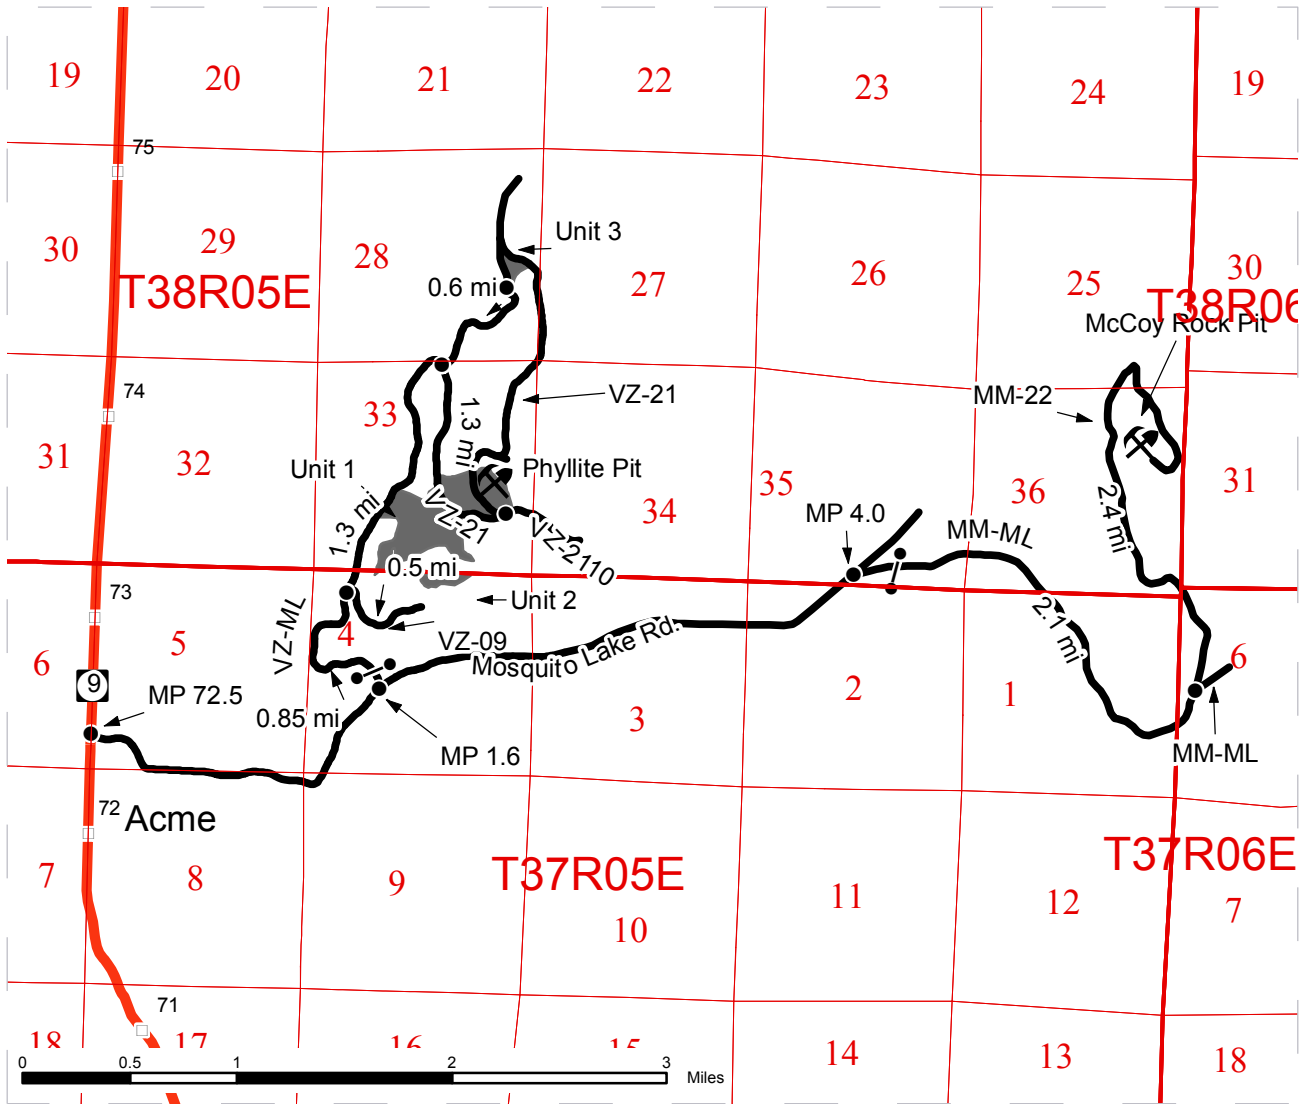 19
20
21
22
23
24
19
75
30
29
28
Unit 3
27
26
25
30
T38R05E
0.6 mi
T38R06
McCoy Rock Pit
74
33
1.3 mi
VZ-21
MM-22
31
32
Unit 1
Phyllite Pit
35
36
31
1.3 mi
VZ-21
34
VZ-2110
MP 4.0
MM-ML
2.4 mi
0.5 mi
73
Unit 2
VZ-ML
4
5
6
VZ-09
Mosquito Lake Rd.
2.1 mi
6
9
MP 72.5
0.85 mi
MP 1.6
3
2
1
MM-ML
72
Acme
7
8
9
T37R05E
10
11
12
T37R06E
7
71
18
17
16
15
14
13
18
0
0.5
1
2
3
Miles